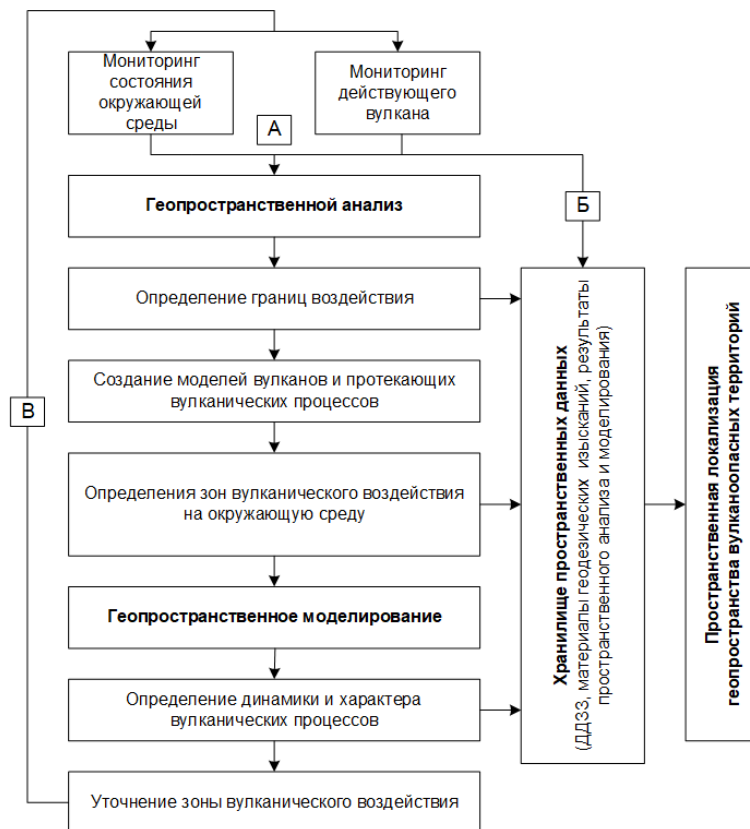 Мониторинг
состояния
окружающей
среды
Мониторинг
действующего
вулкана
А
Б
Геопространственной анализ
Определение границ воздействия
Создание моделей вулканов и протекающих
вулканических процессов
В
Определения зон вулканического воздействия
на окружающую среду
Геопространственное моделирование
Определение динамики и характера
вулканических процессов
Уточнение зоны вулканического воздействия
Хранилище пространственных данных
(ДДЗЗ, материалы геодезических изысканий, результаты
пространственного анализа и моделирования)
Пространственная локализация
геопространства вулканоопасных территорий